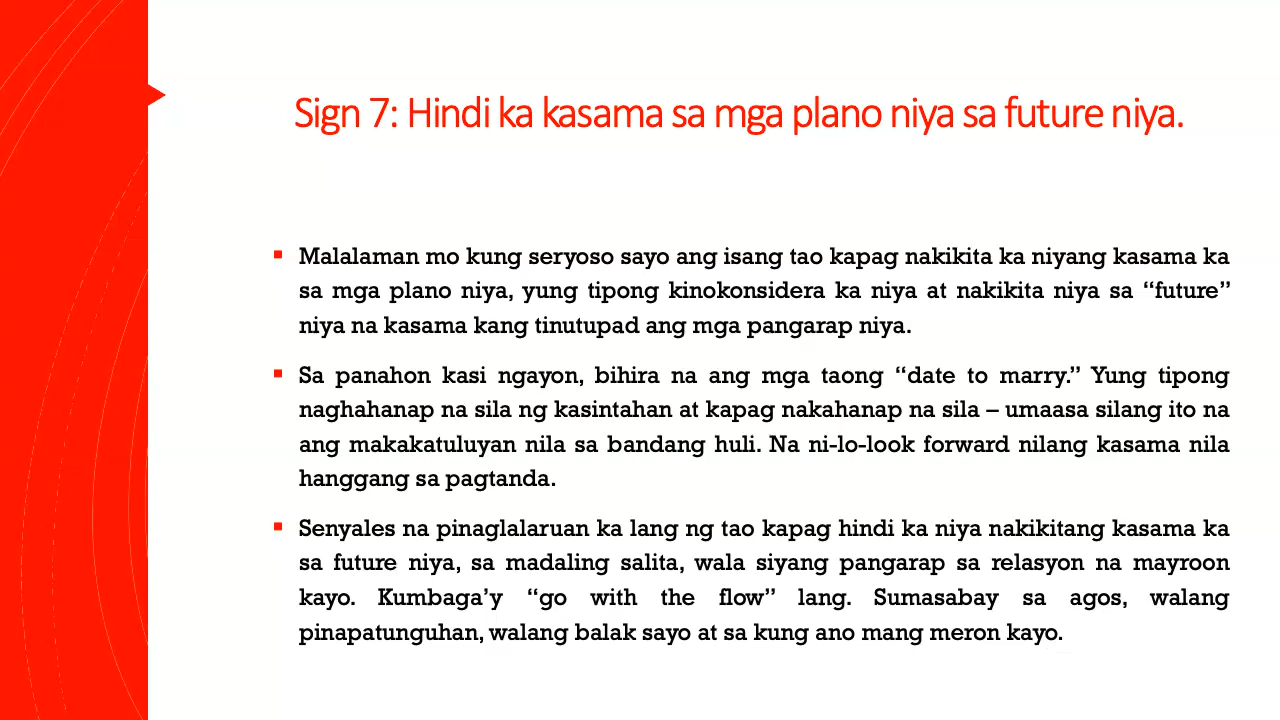 Sign 7: Hindi ka kasama sa mga plano niya sa future niya.
▪ Malalaman mo kung seryoso sayo ang isang tao kapag nakikita ka niyang kasama ka
sa mga plano niya, yung tipong kinokonsidera ka niya at nakikita niya sa “future”
niya na kasama kang tinutupad ang mga pangarap niya.
▪ Sa panahon kasi ngayon, bihira na ang mga taong “date to marry.” Yung tipong
naghahanap na sila ng kasintahan at kapag nakahanap na sila – umaasa silang ito na
ang makakatuluyan nila sa bandang huli. Na ni-lo-look forward nilang kasama nila
hanggang sa pagtanda.
▪ Senyales na pinaglalaruan ka lang ng tao kapag hindi ka niya nakikitang kasama ka
sa future niya, sa madaling salita, wala siyang pangarap sa relasyon na mayroon
kayo. Kumbaga’y “go with the flow” lang. Sumasabay sa agos, walang
pinapatunguhan, walang balak sayo at sa kung ano mang meron kayo.